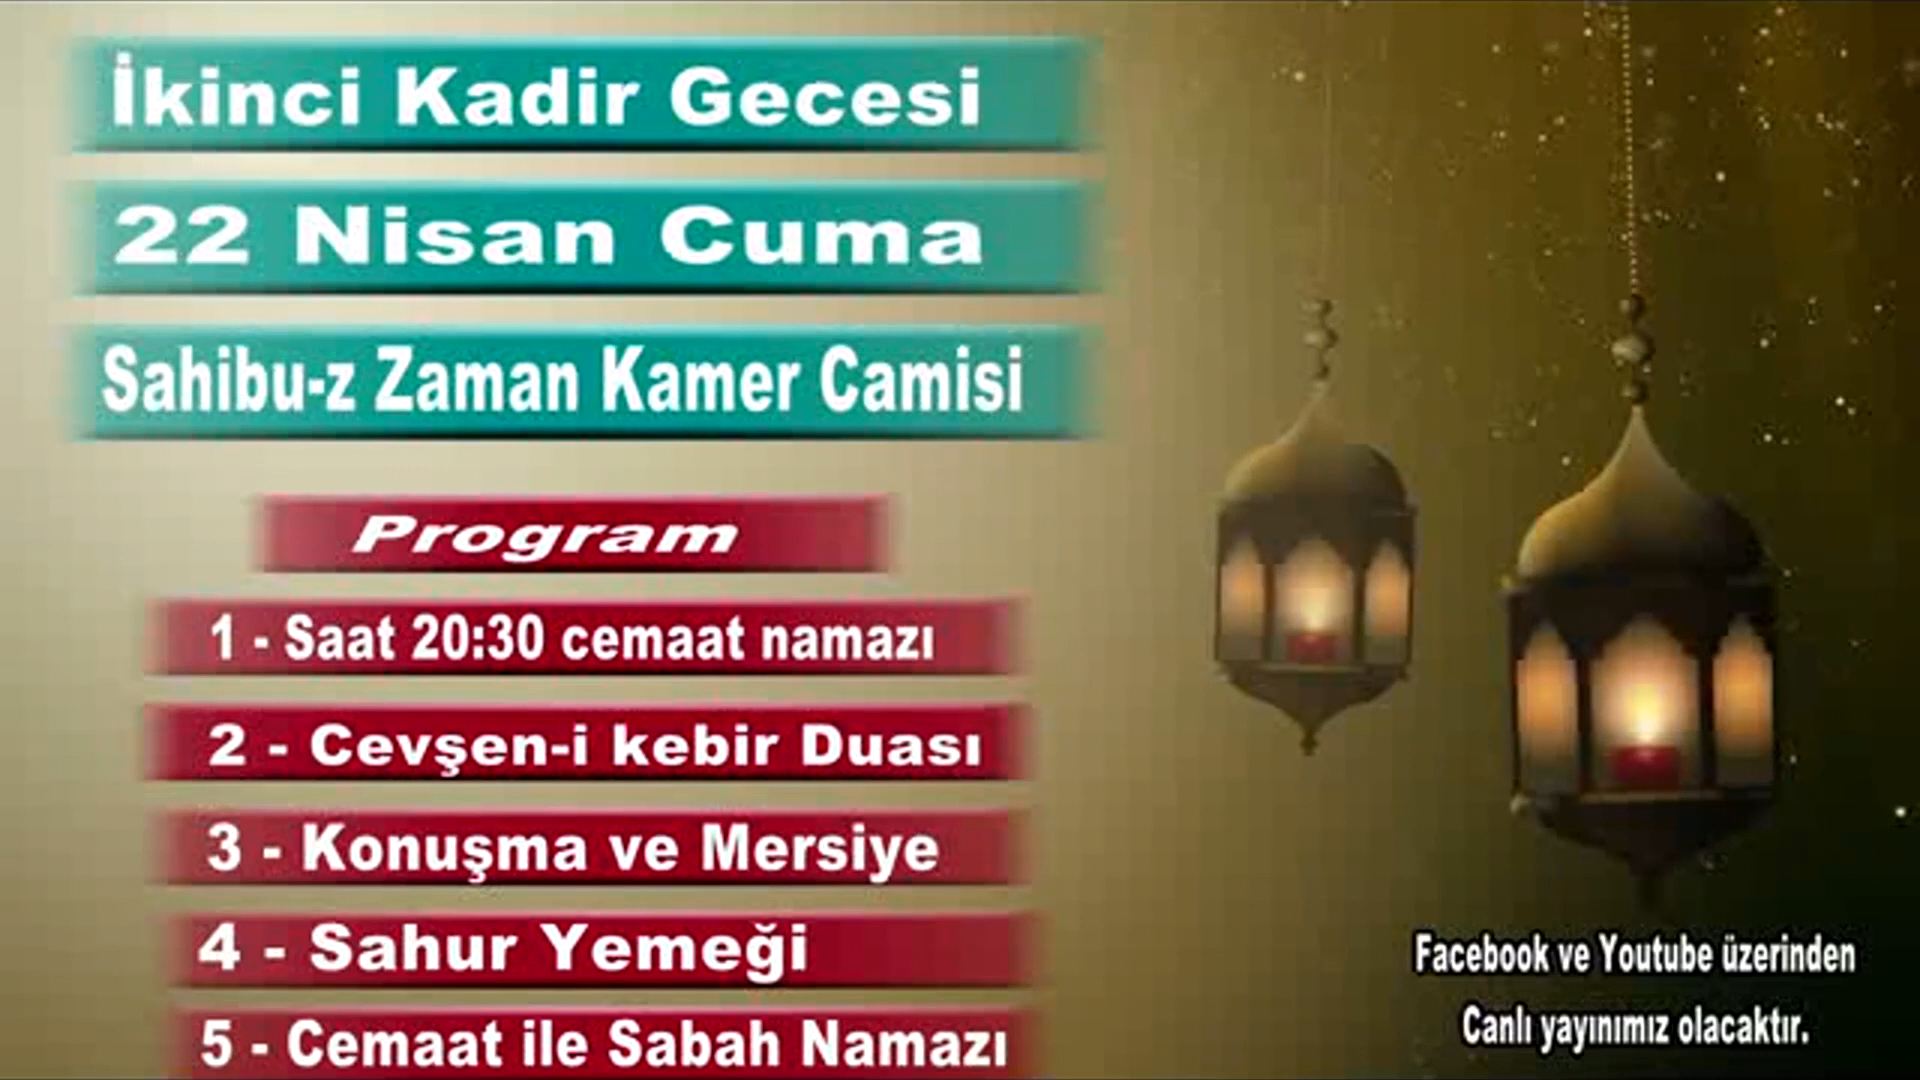 İkinci Kadir Gecesi
22 Nisan Cuma
Sahibu-z Zaman Kamer Camisi
Program
1 - Saat 20:30 cemaat namazı
2 - Cevşen-i kebir Duası
3 - Konuşma ve Mersiye
4 - Sahur Yemeği
5 - Cemaat ile Sabah Namazı
Facebook ve Youtube üzerinden
Canlı yayınımız olacaktır.